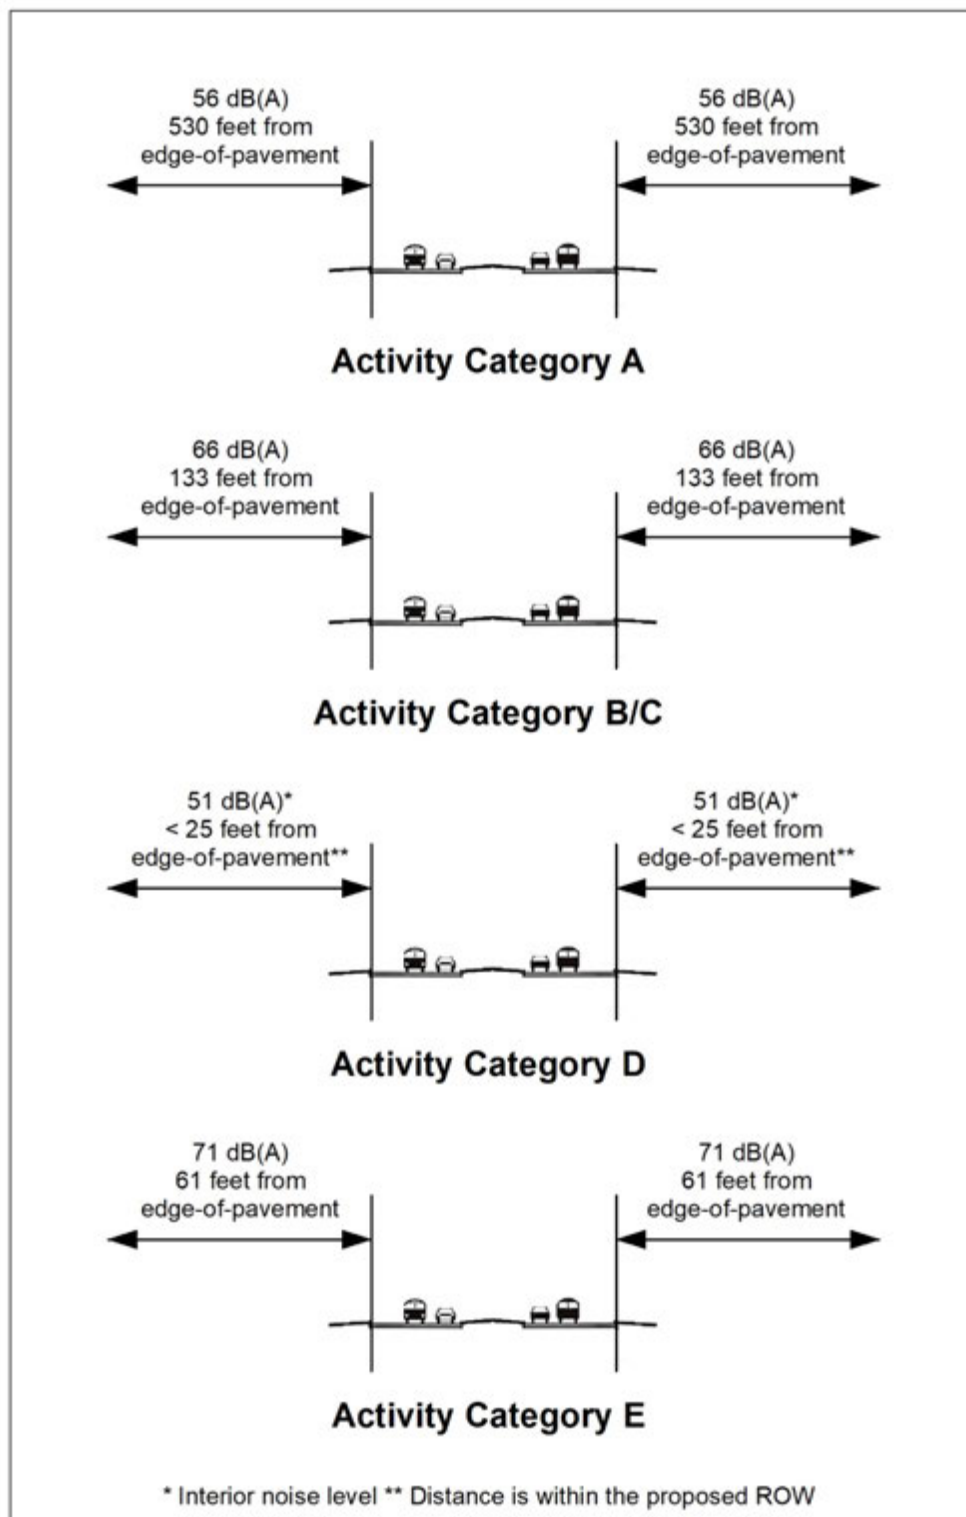 56 dB(A)
530 feet from
edge-of-pavement
56 dB(A)
530 feet from
edge-of-pavement
Activity Category A
66 dB(A)
133 feet from
edge-of-pavement
66 dB(A)
133 feet from
edge-of-pavement
Activity Category B/C
51 dB(A)*
< 25 feet from
edge-of-pavement**
51 dB(A)*
< 25 feet from
edge-of-pavement**
Activity Category D
71 dB(A)
61 feet from
edge-of-pavement
71 dB(A)
61 feet from
edge-of-pavement
Activity Category E
* Interior noise level ** Distance is within the proposed ROW